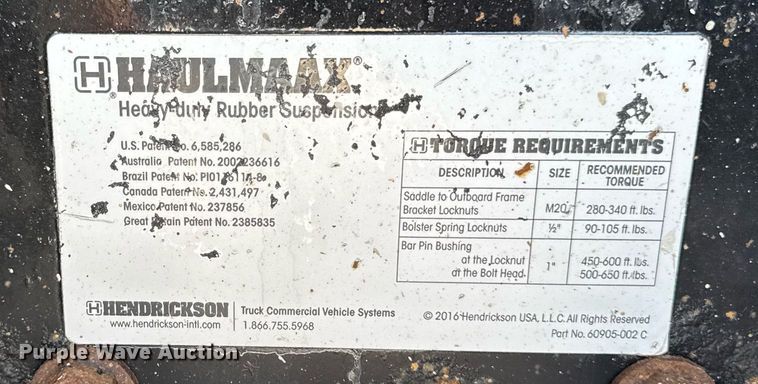 H HAULMAAX®
Heavy-duty Rubber Suspension
U.S. Patent No. 6,585,286
Australia Patent No. 2002236616
Brazil Patent No.
Canada Patent No. 2,431,497
Mexico Patent No. 237856
Great Britain Patent No. 2385835
H HENDRICKSON
www.hendrickson-intl.com
Truck Commercial Vehicle Systems
1.866.755.5968
H TORQUE REQUIREMENTS
DESCRIPTION SIZE RECOMMENDED TORQUE
Saddle to Outboard Frame
Bracket Locknuts M20 280-340 ft. lbs.
Bolster Spring Locknuts ½" 90-105 ft. lbs.
Bar Pin Bushing
at the Locknut 1" 450-600 ft. lbs.
at the Bolt Head 500-650 ft. lbs.
© 2016 Hendrickson USA, L.L.C. All Rights Reserved
Part No. 60905-002 C
Purple Wave Auction